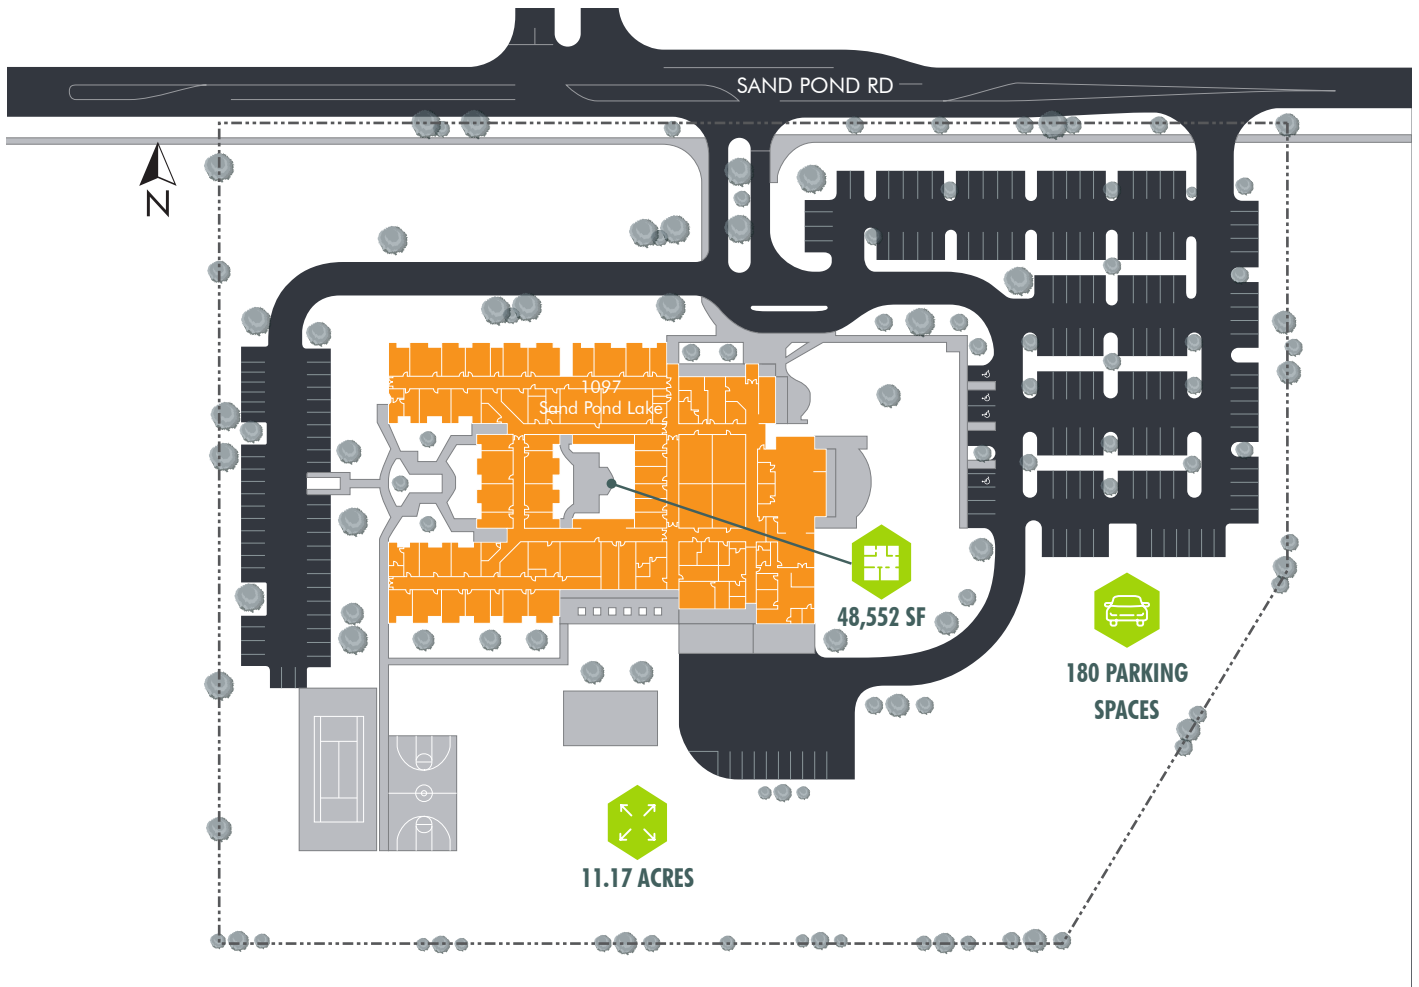 SAND POND RD
N
1097
Sand Pond Lake
48,552 SF
180 PARKING
SPACES
11.17 ACRES